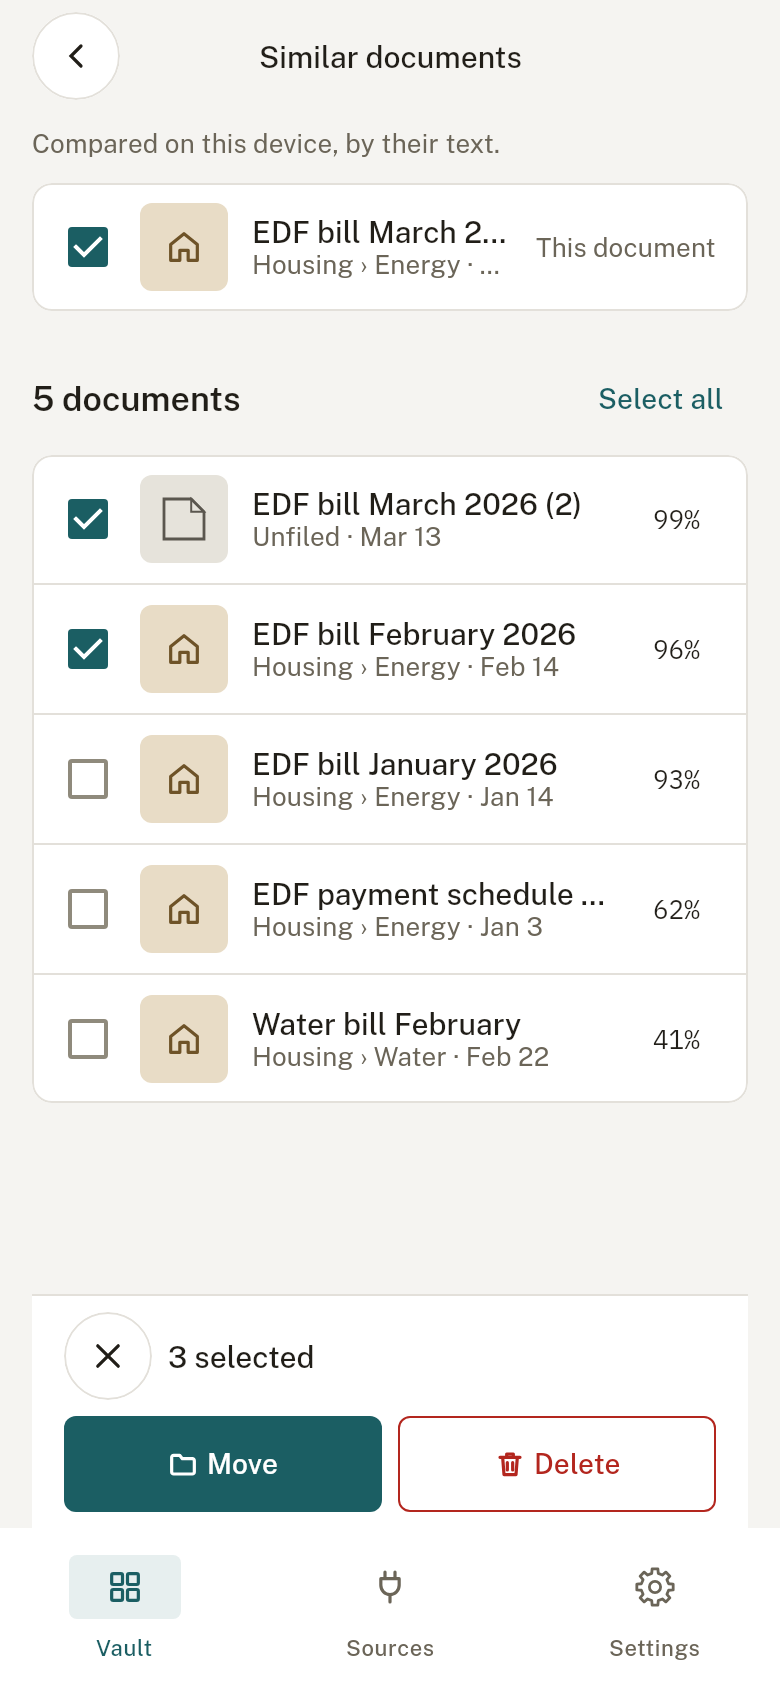 Similar documents
Compared on this device, by their text.
EDF bill March 2...
Housing › Energy · ...
This document
5 documents
Select all
EDF bill March 2026 (2)
Unfiled · Mar 13
99%
EDF bill February 2026
Housing › Energy · Feb 14
96%
EDF bill January 2026
Housing › Energy · Jan 14
93%
EDF payment schedule ...
Housing › Energy · Jan 3
62%
Water bill February
Housing › Water · Feb 22
41%
3 selected
Move
Delete
Vault
Sources
Settings